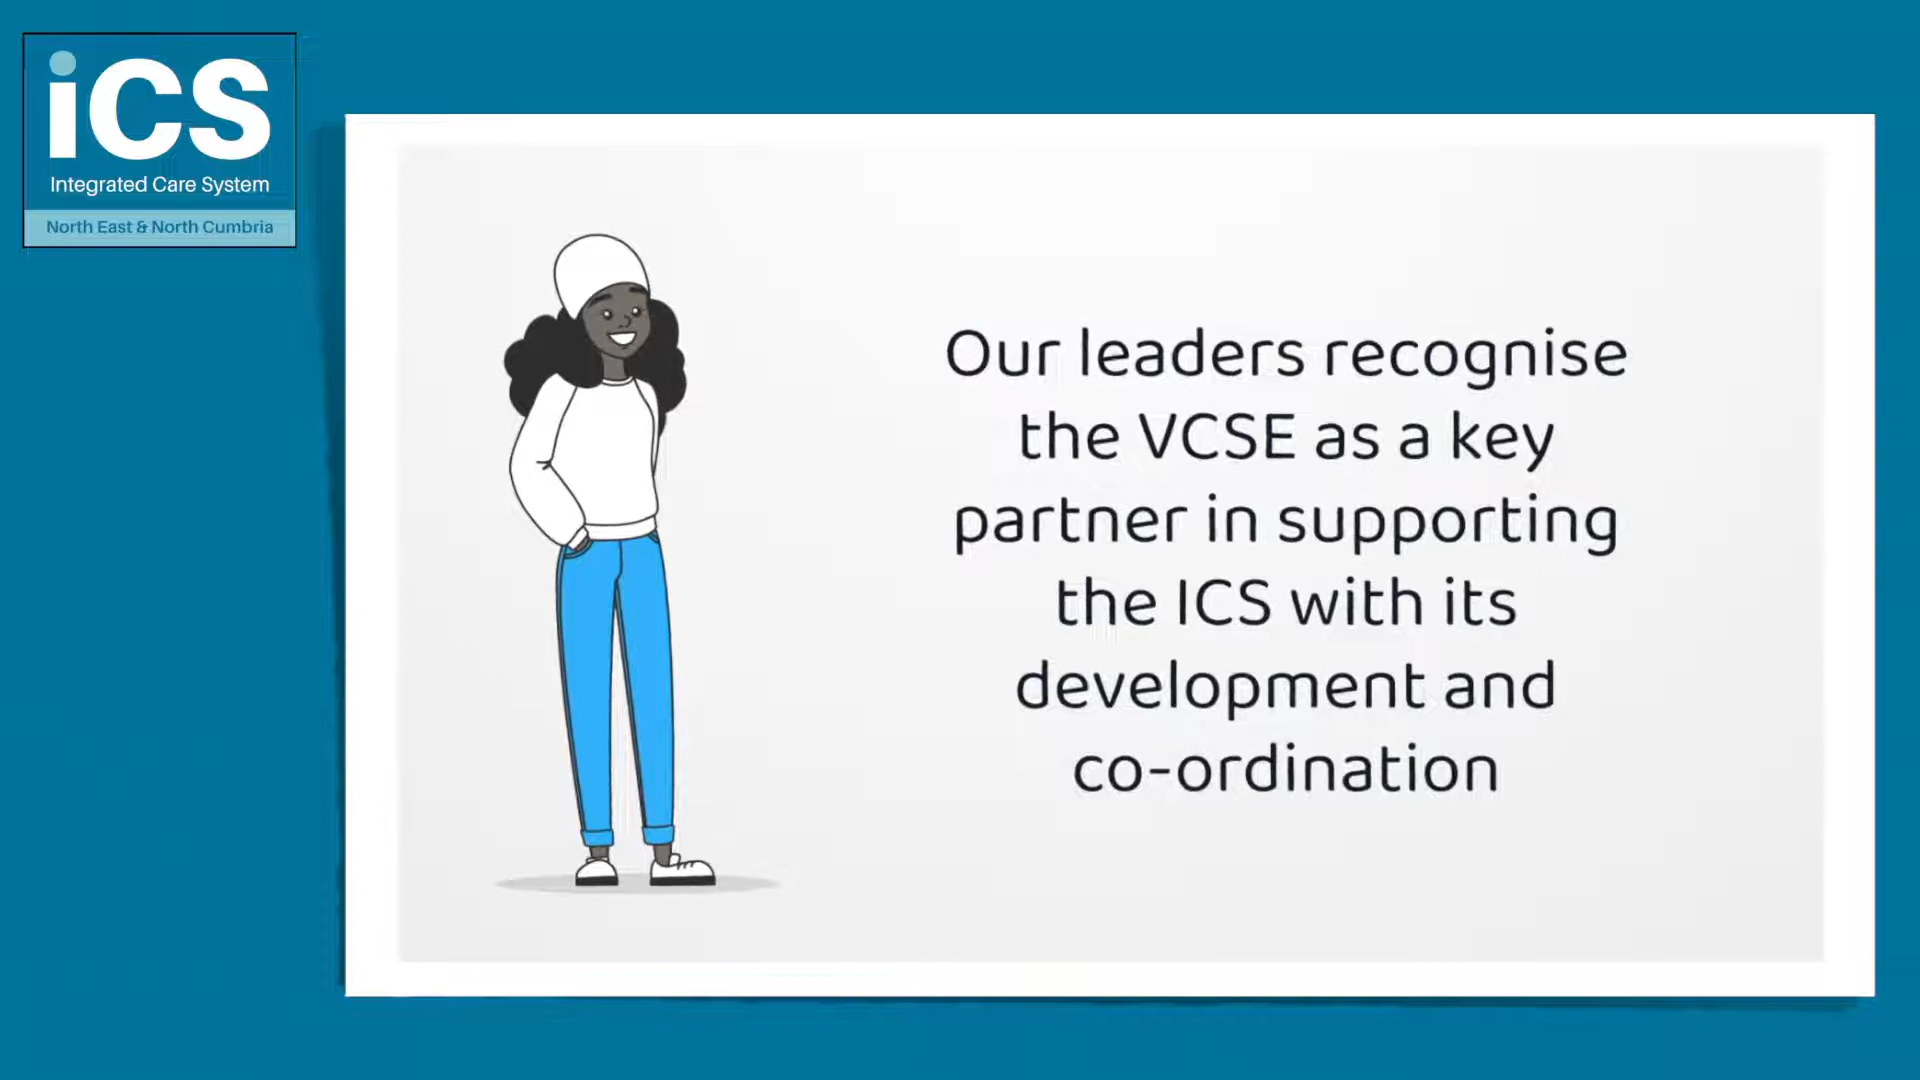 iCS
Integrated Care System
North East & North Cumbria
Our leaders recognise
the VCSE as a key
partner in supporting
the ICS with its
development and
co-ordination